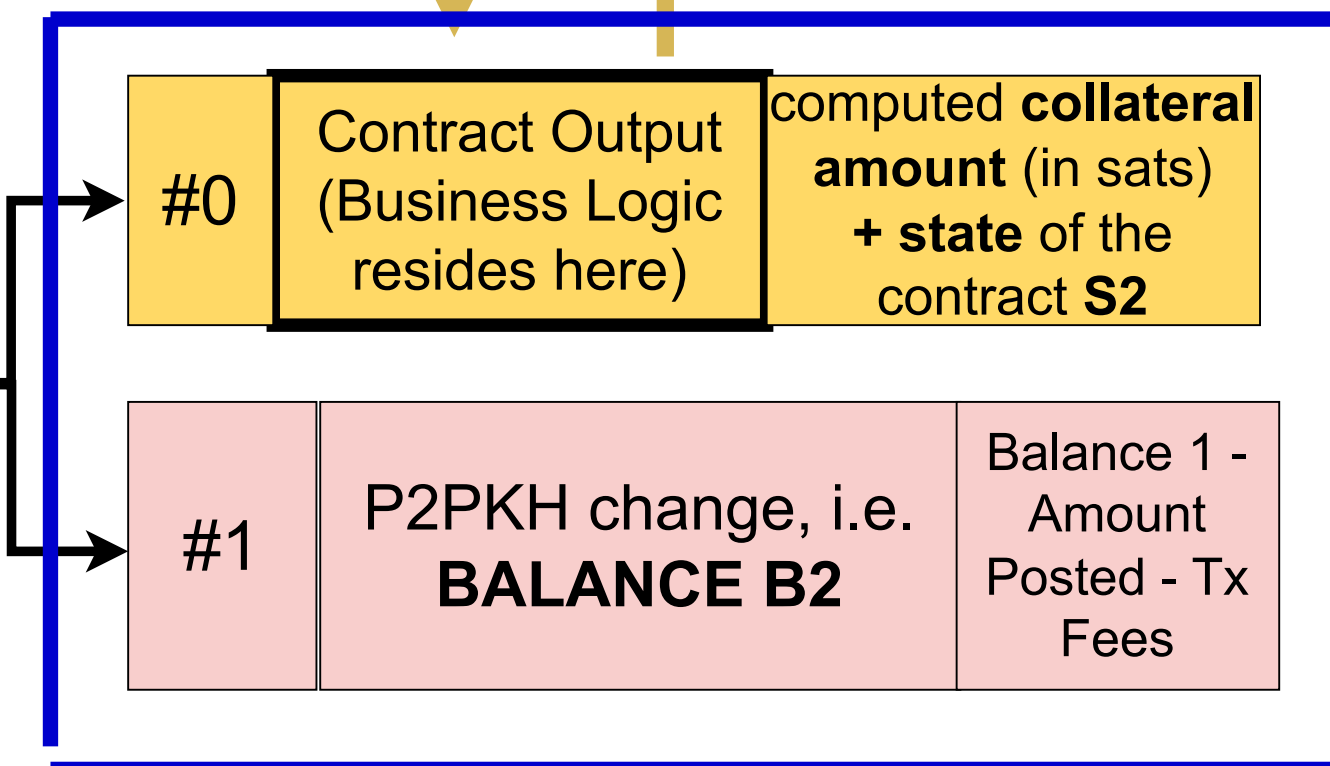 #0
Contract Output
(Business Logic
resides here)
computed collateral
amount (in sats)
+ state of the
contract S2
#1
P2PKH change, i.e.
BALANCE B2
Balance 1 -
Amount
Posted - Tx
Fees